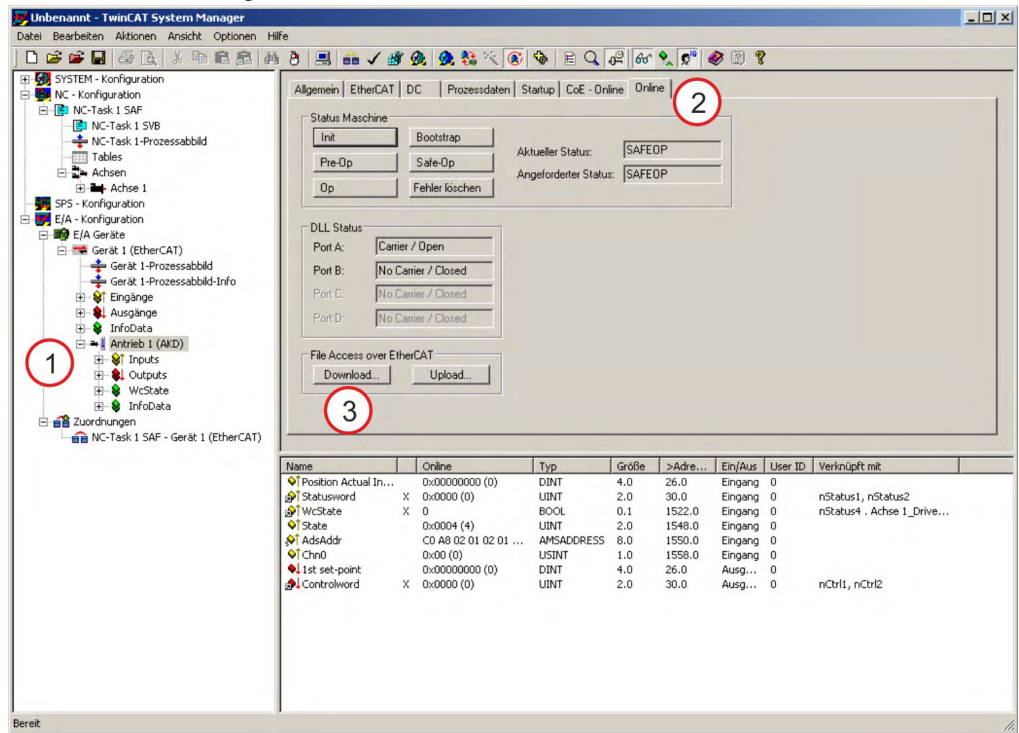 Unbenannt - TwinCAT System Manager
Datei Bearbeiten Aktionen Ansicht Optionen Hilfe
SYSTEM - Konfiguration
NC - Konfiguration
NC-Task 1 SAF
NC-Task 1 SVB
NC-Task 1-Prozessabbild
Tables
Achsen
Achse 1
SPS - Konfiguration
E/A - Konfiguration
E/A Geräte
Gerät 1 (EtherCAT)
Gerät 1-Prozessabbild
Gerät 1-Prozessabbild-Info
Eingänge
Ausgänge
InfoData
Antrieb 1 (AKD)
1
Inputs
Outputs
WcState
InfoData
Zuordnungen
NC-Task 1 SAF - Gerät 1 (EtherCAT)
Allgemein EtherCAT DC Prozessdaten Startup CoE - Online Online
2
Status Maschine
Init Bootstrap
Pre-Op Safe-Op
Op Fehler löschen
Aktueller Status: SAFEOP
Angeforderter Status: SAFEOP
DLL Status
Port A: Carrier / Open
Port B: No Carrier / Closed
Port C: No Carrier / Closed
Port D: No Carrier / Closed
File Access over EtherCAT
Download... Upload...
3
Name Online Typ Größe >Adre... Ein/Aus User ID Verknüpft mit
Position Actual In... 0x00000000 (0) DINT 4.0 26.0 Eingang 0
Statusword X 0x0000 (0) UINT 2.0 30.0 Eingang 0 nStatus1, nStatus2
WcState X 0 BOOL 0.1 1522.0 Eingang 0 nStatus4 . Achse 1_Drive...
State 0x0004 (4) UINT 2.0 1548.0 Eingang 0
AdsAddr C0 A8 02 01 02 01 ... AMSADDRESS 8.0 1550.0 Eingang 0
Chn0 0x00 (0) USINT 1.0 1558.0 Eingang 0
1st set-point 0x00000000 (0) DINT 4.0 26.0 Ausg... 0
Controlword X 0x0000 (0) UINT 2.0 30.0 Ausg... 0 nCtrl1, nCtrl2
Bereit